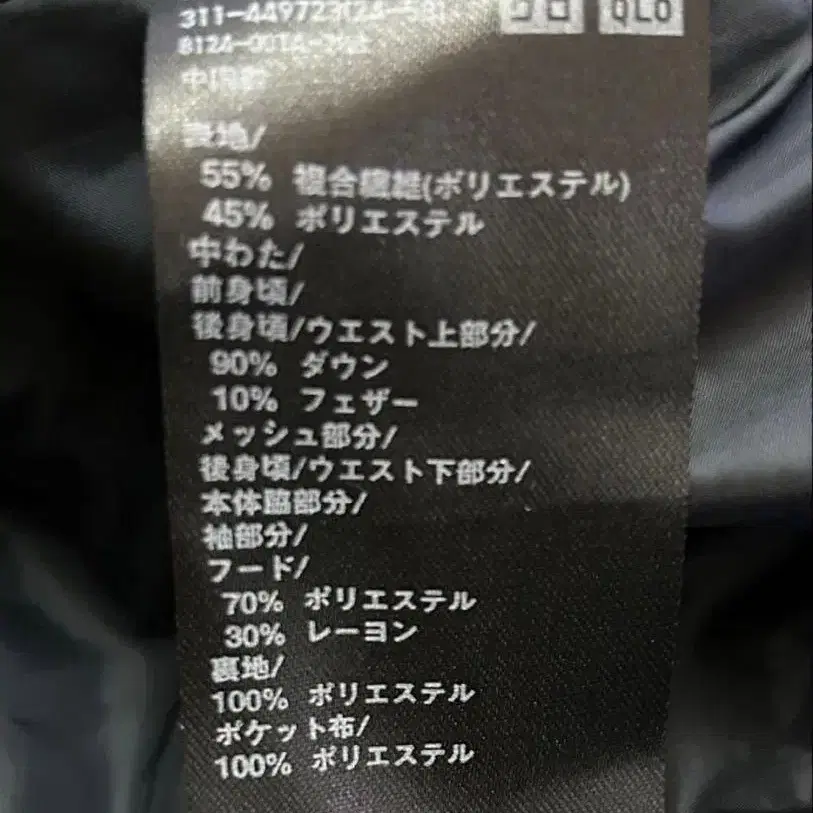 311-449723(24-58)
クロ QLO
中国製
表地/
55% 複合繊維(ポリエステル)
45% ポリエステル
中わた/
前身頃/
後身頃/ウエスト上部分/
90% ダウン
10% フェザー
メッシュ部分/
後身頃/ウエスト下部分/
本体脇部分/
袖部分/
フード/
70% ポリエステル
30% レーヨン
裏地/
100% ポリエステル
ポケット布/
100% ポリエステル